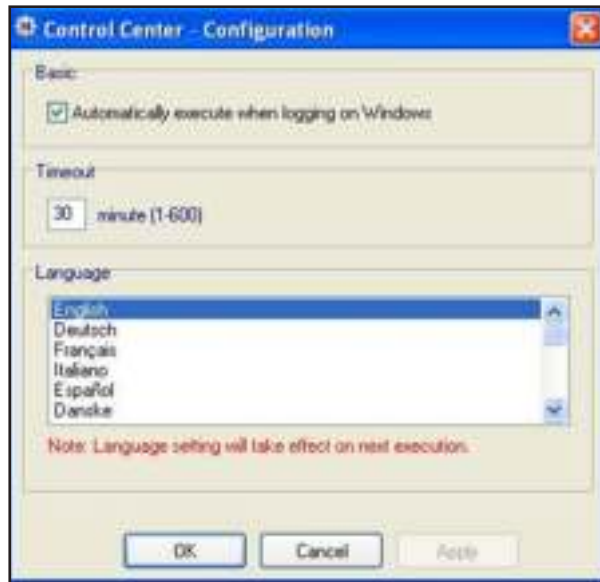 Control Center - Configuration
Basic
Automatically execute when logging on Windows
Timeout
30 minute (1-600)
Language
English
Deutsch
Français
Italiano
Español
Danske
Note: Language setting will take effect on next execution.
OK Cancel Apply